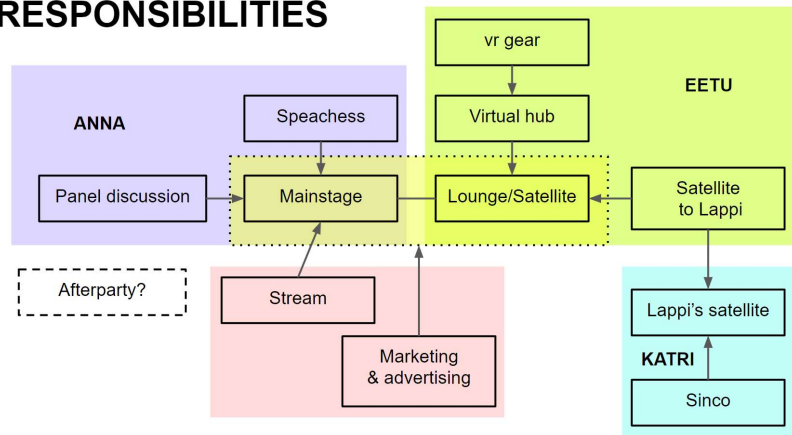 RESPONSIBILITIES
vr gear
EETU
ANNA
Speachess
Virtual hub
Panel discussion
Mainstage
Lounge/Satellite
Satellite
to Lappi
Afterparty?
Stream
Lappi's satellite
Marketing
& advertising
KATRI
Sinco